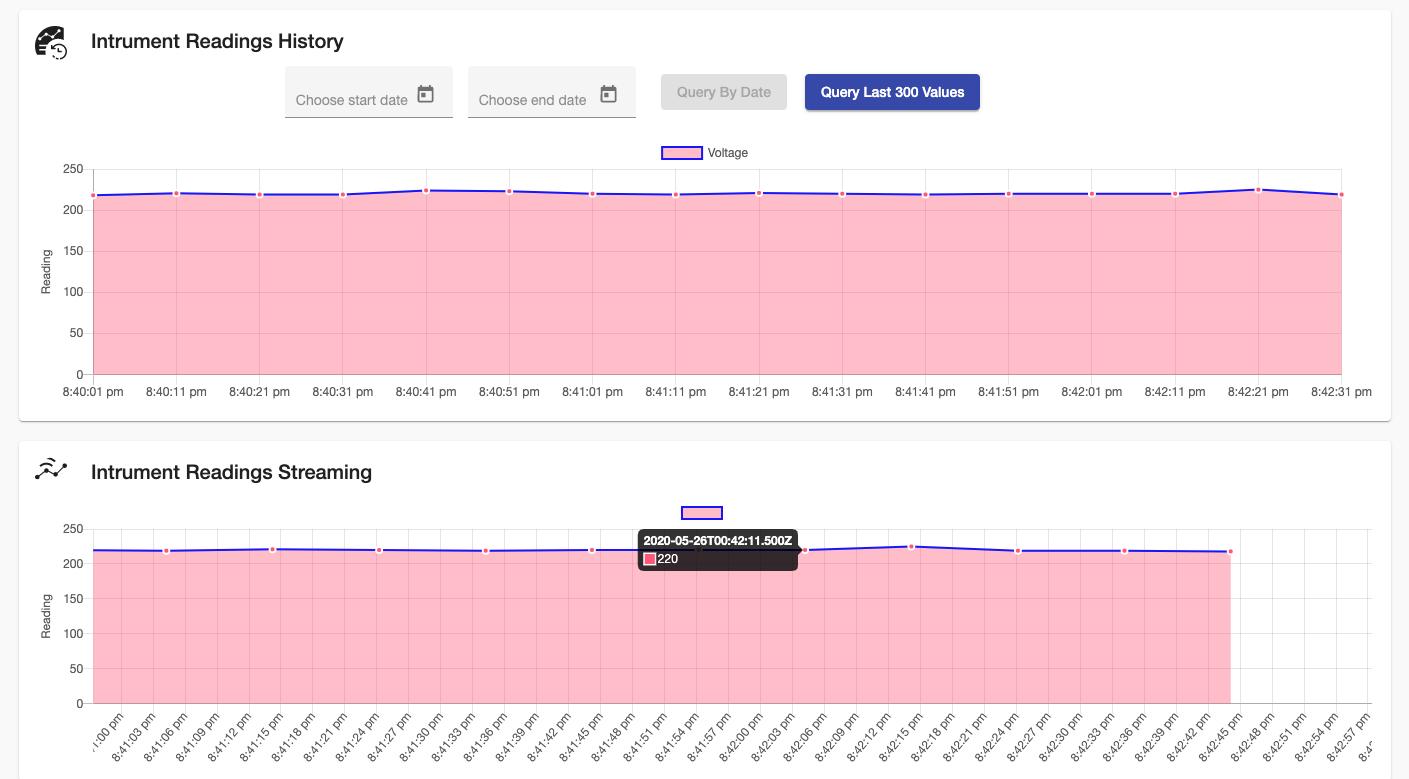 Intrument Readings History
Choose start date
Choose end date
Query By Date
Query Last 300 Values
Voltage
250
200
150
100
50
0
Reading
8:40:01 pm 8:40:11 pm 8:40:21 pm 8:40:31 pm 8:40:41 pm 8:40:51 pm 8:41:01 pm 8:41:11 pm 8:41:21 pm 8:41:31 pm 8:41:41 pm 8:41:51 pm 8:42:01 pm 8:42:11 pm 8:42:21 pm 8:42:31 pm
Intrument Readings Streaming
2020-05-26T00:42:11.500Z
220
250
200
150
100
50
0
Reading
:00 pm 8:41:03 pm 8:41:06 pm 8:41:09 pm 8:41:12 pm 8:41:15 pm 8:41:18 pm 8:41:21 pm 8:41:24 pm 8:41:27 pm 8:41:30 pm 8:41:33 pm 8:41:36 pm 8:41:39 pm 8:41:42 pm 8:41:45 pm 8:41:48 pm 8:41:51 pm 8:41:54 pm 8:41:57 pm 8:42:00 pm 8:42:03 pm 8:42:06 pm 8:42:09 pm 8:42:12 pm 8:42:15 pm 8:42:18 pm 8:42:21 pm 8:42:24 pm 8:42:27 pm 8:42:30 pm 8:42:33 pm 8:42:36 pm 8:42:39 pm 8:42:42 pm 8:42:45 pm 8:42:48 pm 8:42:51 pm 8:42:54 pm 8:42:57 pm